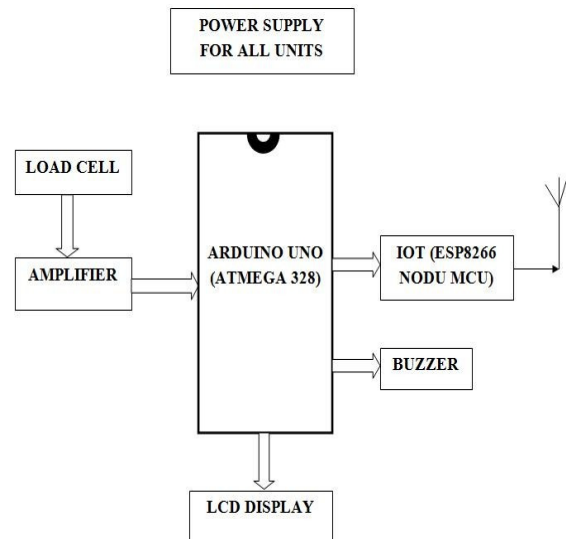 POWER SUPPLY
FOR ALL UNITS
LOAD CELL
AMPLIFIER
ARDUINO UNO
(ATMEGA 328)
IOT (ESP8266
NODU MCU)
BUZZER
LCD DISPLAY